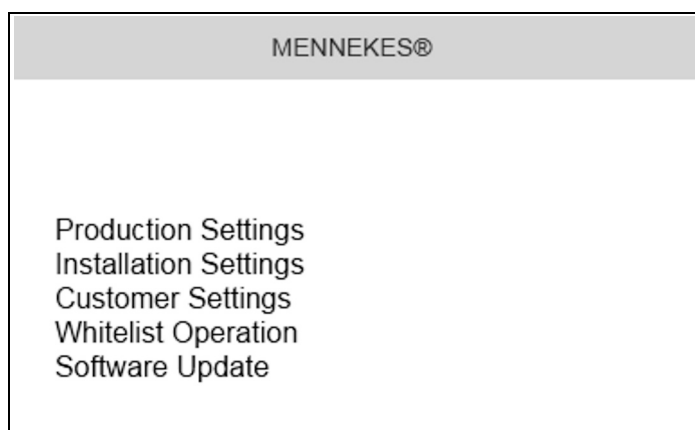 MENNEKES®
Production Settings
Installation Settings
Customer Settings
Whitelist Operation
Software Update